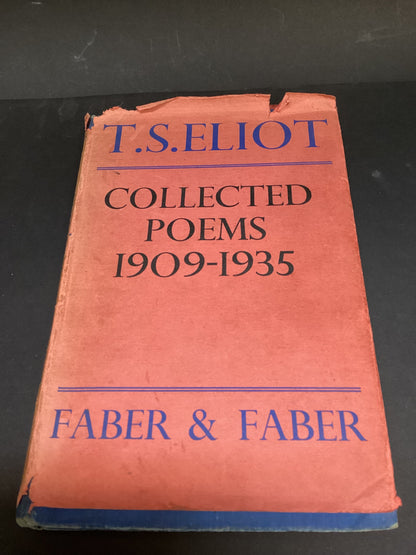 T.S.ELIOT
COLLECTED
POEMS
1909-1935
FABER & FABER